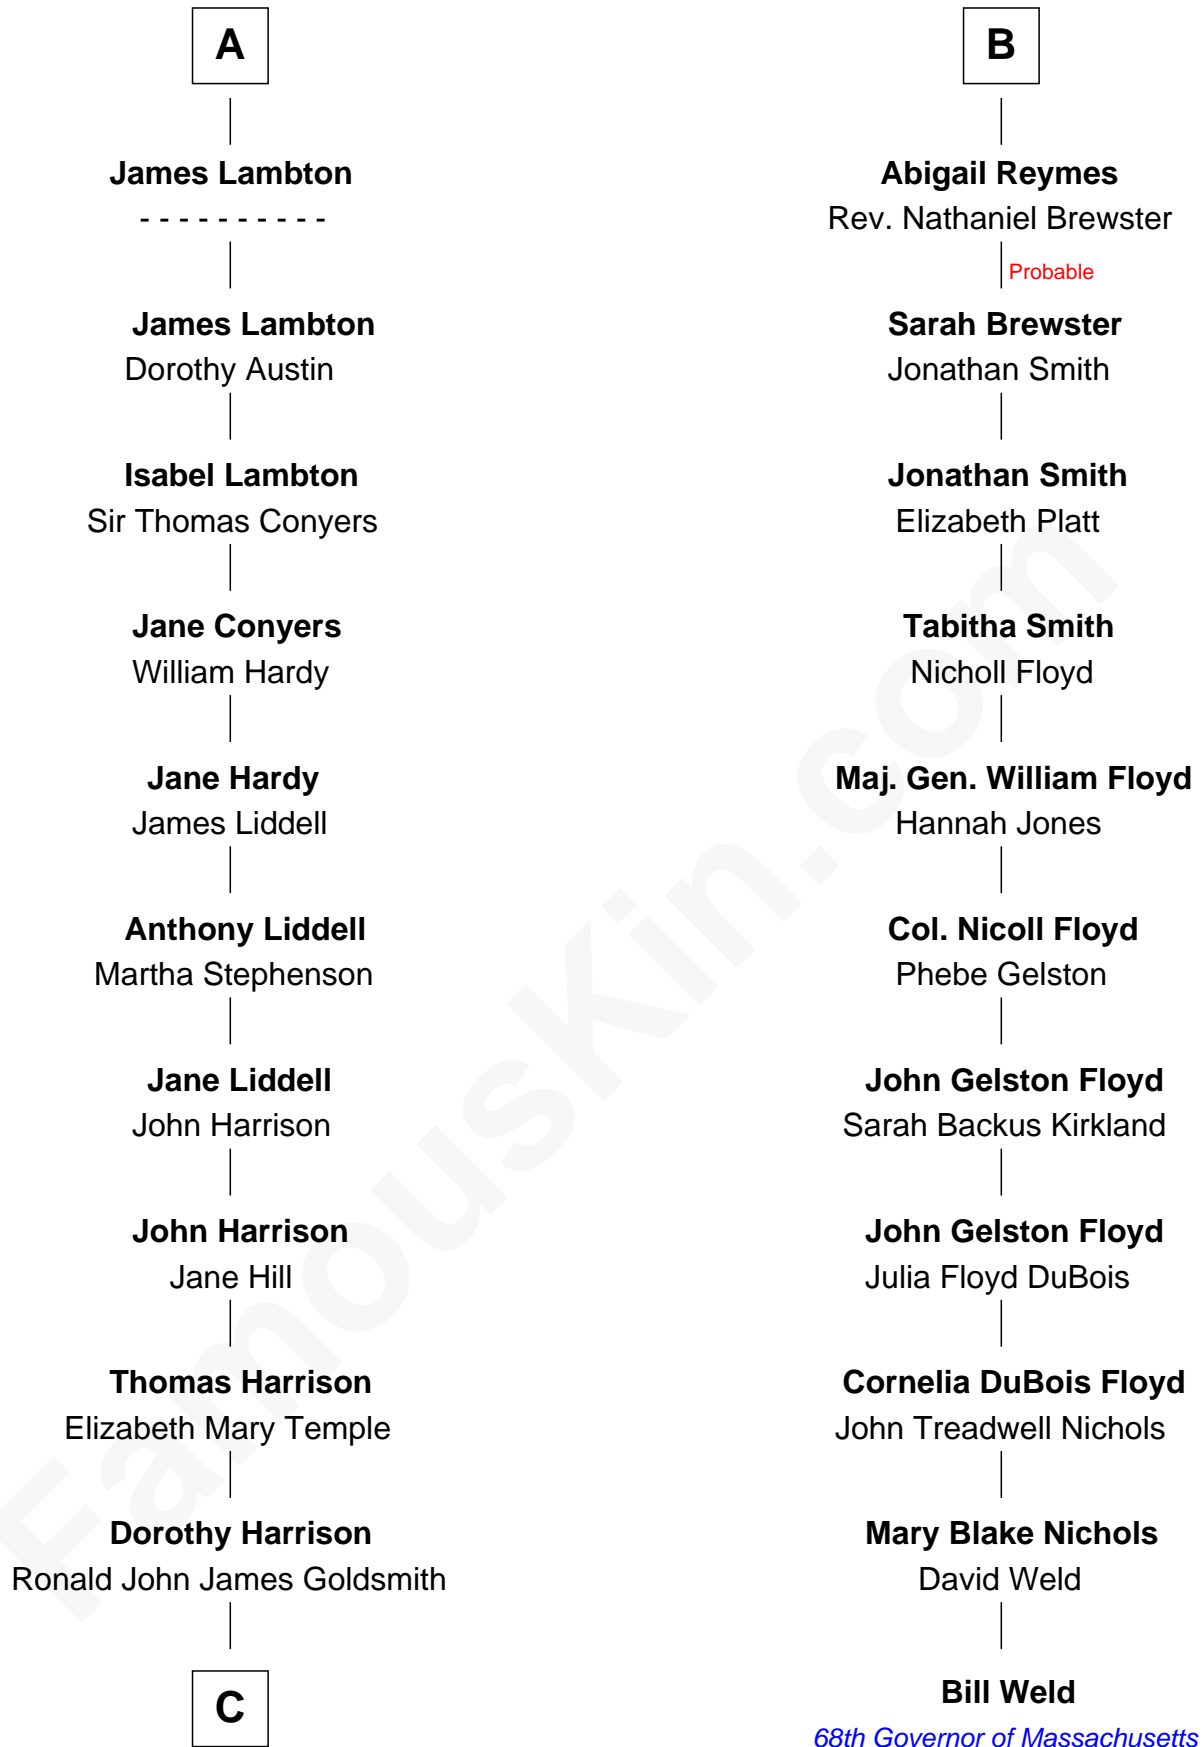 A
James Lambton
- - - - - - - - - -
James Lambton
Dorothy Austin
Isabel Lambton
Sir Thomas Conyers
Jane Conyers
William Hardy
Jane Hardy
James Liddell
Anthony Liddell
Martha Stephenson
Jane Liddell
John Harrison
John Harrison
Jane Hill
Thomas Harrison
Elizabeth Mary Temple
Dorothy Harrison
Ronald John James Goldsmith
C
B
Abigail Reymes
Rev. Nathaniel Brewster
Probable
Sarah Brewster
Jonathan Smith
Jonathan Smith
Elizabeth Platt
Tabitha Smith
Nicholl Floyd
Maj. Gen. William Floyd
Hannah Jones
Col. Nicoll Floyd
Phebe Gelston
John Gelston Floyd
Sarah Backus Kirkland
John Gelston Floyd
Julia Floyd DuBois
Cornelia DuBois Floyd
John Treadwell Nichols
Mary Blake Nichols
David Weld
Bill Weld
68th Governor of Massachusetts
FamousKin.com